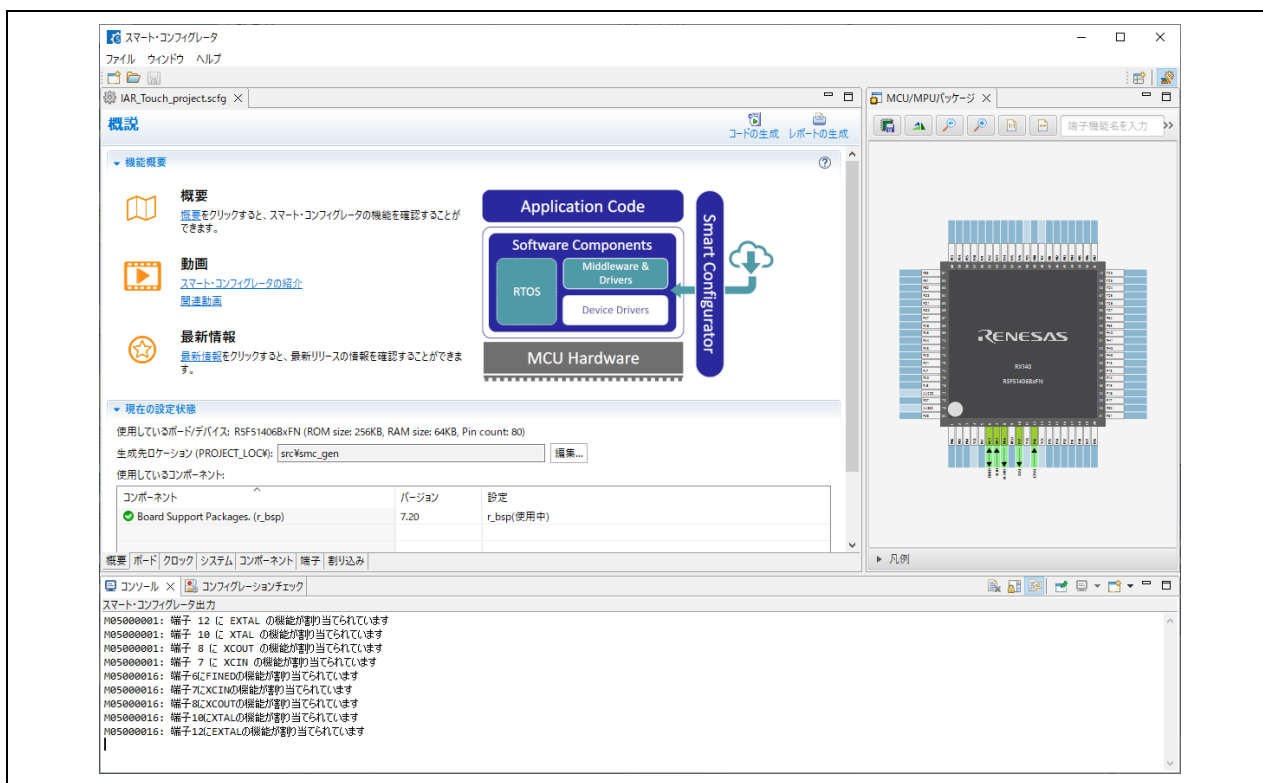 スマート・コンフィグレータ
ファイル ウィンドウ ヘルプ
IAR_Touch_project.scfg
概説
コードの生成 レポートの生成
機能概要
概要
概要をクリックすると、スマート・コンフィグレータの機能を確認することが
できます。
動画
スマート・コンフィグレータの紹介
関連動画
最新情報
最新情報をクリックすると、最新リリースの情報を確認することができま
す。
Application Code
Software Components
RTOS
Middleware &
Drivers
Device Drivers
MCU Hardware
Smart Configurator
現在の設定状態
使用しているボード/デバイス: R5F51406BxFN (ROM size: 256KB, RAM size: 64KB, Pin count: 80)
生成先ロケーション (PROJECT_LOC¥): src¥smc_gen 編集...
使用しているコンポーネント:
コンポーネント バージョン 設定
Board Support Packages. (r_bsp) 7.20 r_bsp(使用中)
概要 ボード クロック システム コンポーネント 端子 割り込み
MCU/MPUパッケージ
端子機能名を入力
RENESAS
RX140
R5F51406BxFN
凡例
コンソール コンフィグレーションチェック
スマート・コンフィグレータ出力
M05000001: 端子 12 に EXTAL の機能が割り当てられています
M05000001: 端子 10 に XTAL の機能が割り当てられています
M05000001: 端子 8 に XCOUT の機能が割り当てられています
M05000001: 端子 7 に XCIN の機能が割り当てられています
M05000016: 端子6にFINEDの機能が割り当てられています
M05000016: 端子7にXCINの機能が割り当てられています
M05000016: 端子8にXCOUTの機能が割り当てられています
M05000016: 端子10にXTALの機能が割り当てられています
M05000016: 端子12にEXTALの機能が割り当てられています